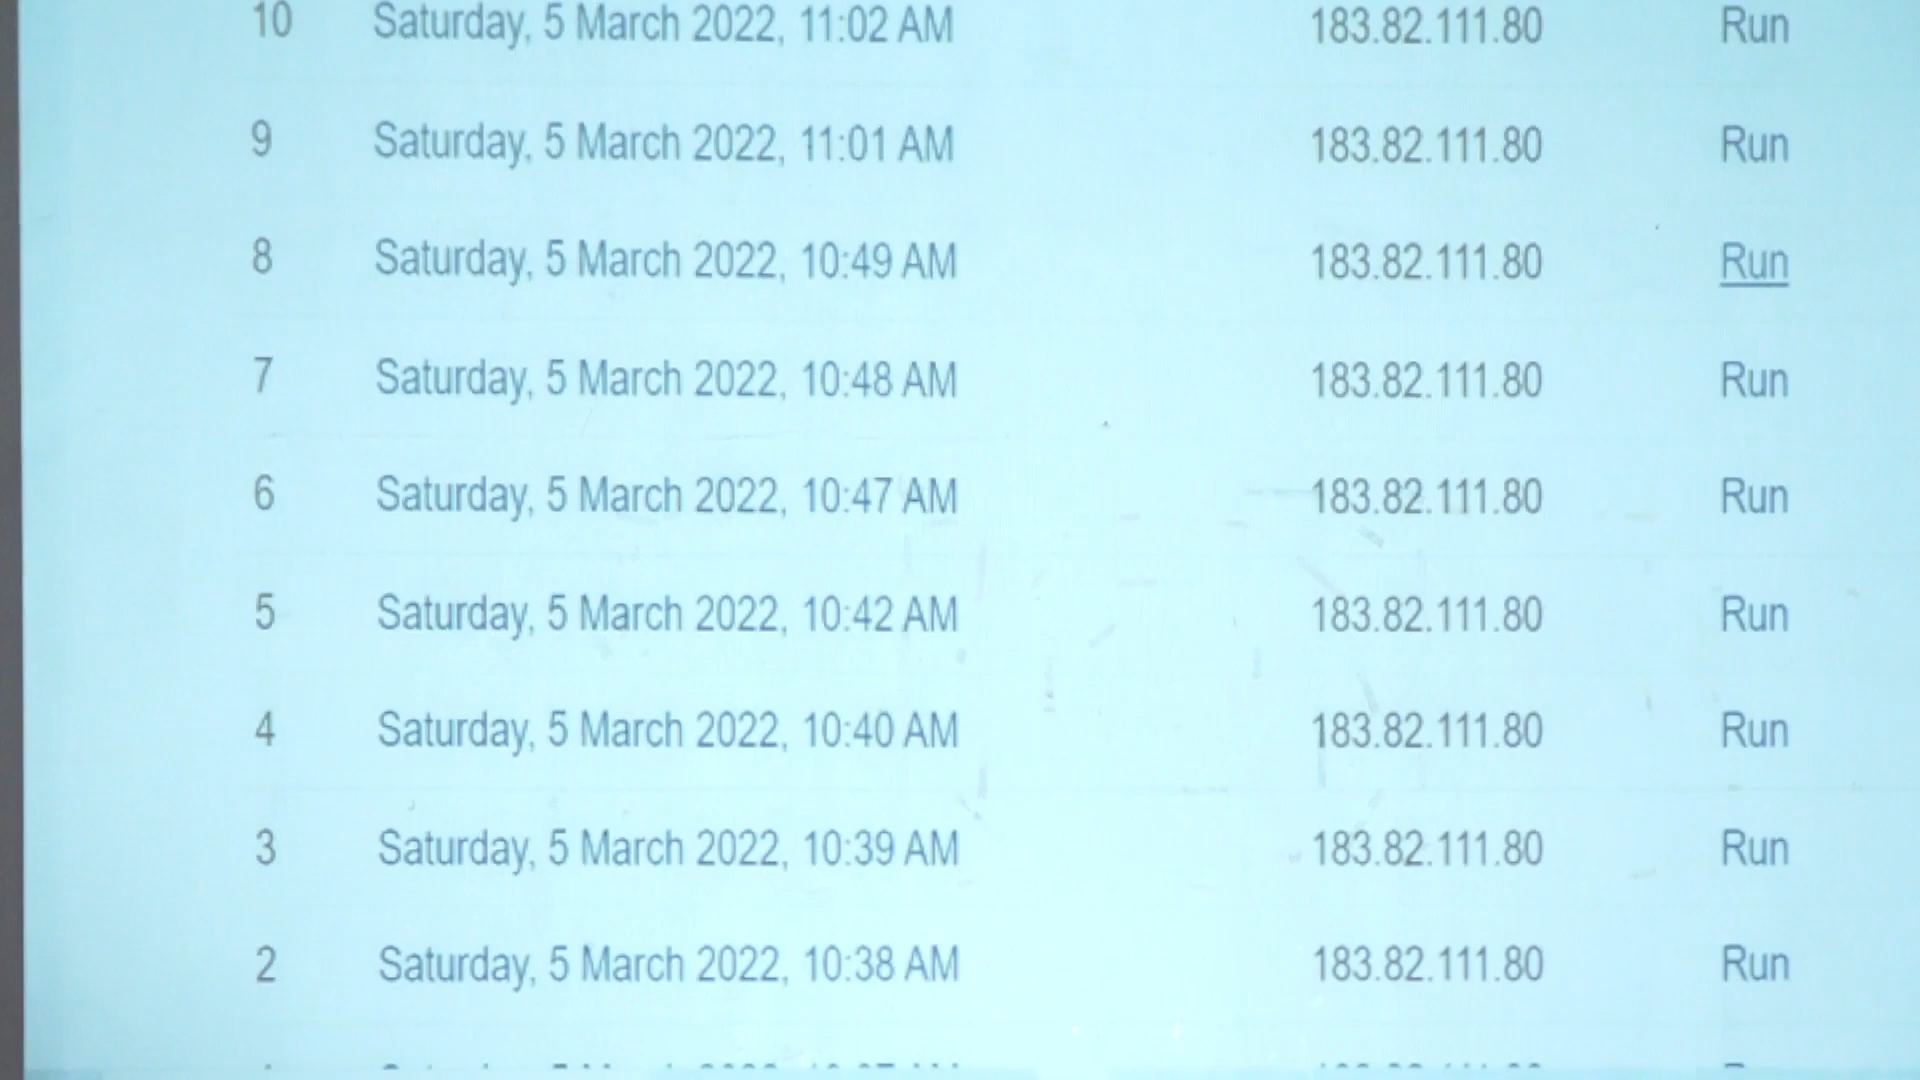 10 Saturday, 5 March 2022, 11:02 AM 183.82.111.80 Run
9 Saturday, 5 March 2022, 11:01 AM 183.82.111.80 Run
8 Saturday, 5 March 2022, 10:49 AM 183.82.111.80 Run
7 Saturday, 5 March 2022, 10:48 AM 183.82.111.80 Run
6 Saturday, 5 March 2022, 10:47 AM 183.82.111.80 Run
5 Saturday, 5 March 2022, 10:42 AM 183.82.111.80 Run
4 Saturday, 5 March 2022, 10:40 AM 183.82.111.80 Run
3 Saturday, 5 March 2022, 10:39 AM 183.82.111.80 Run
2 Saturday, 5 March 2022, 10:38 AM 183.82.111.80 Run